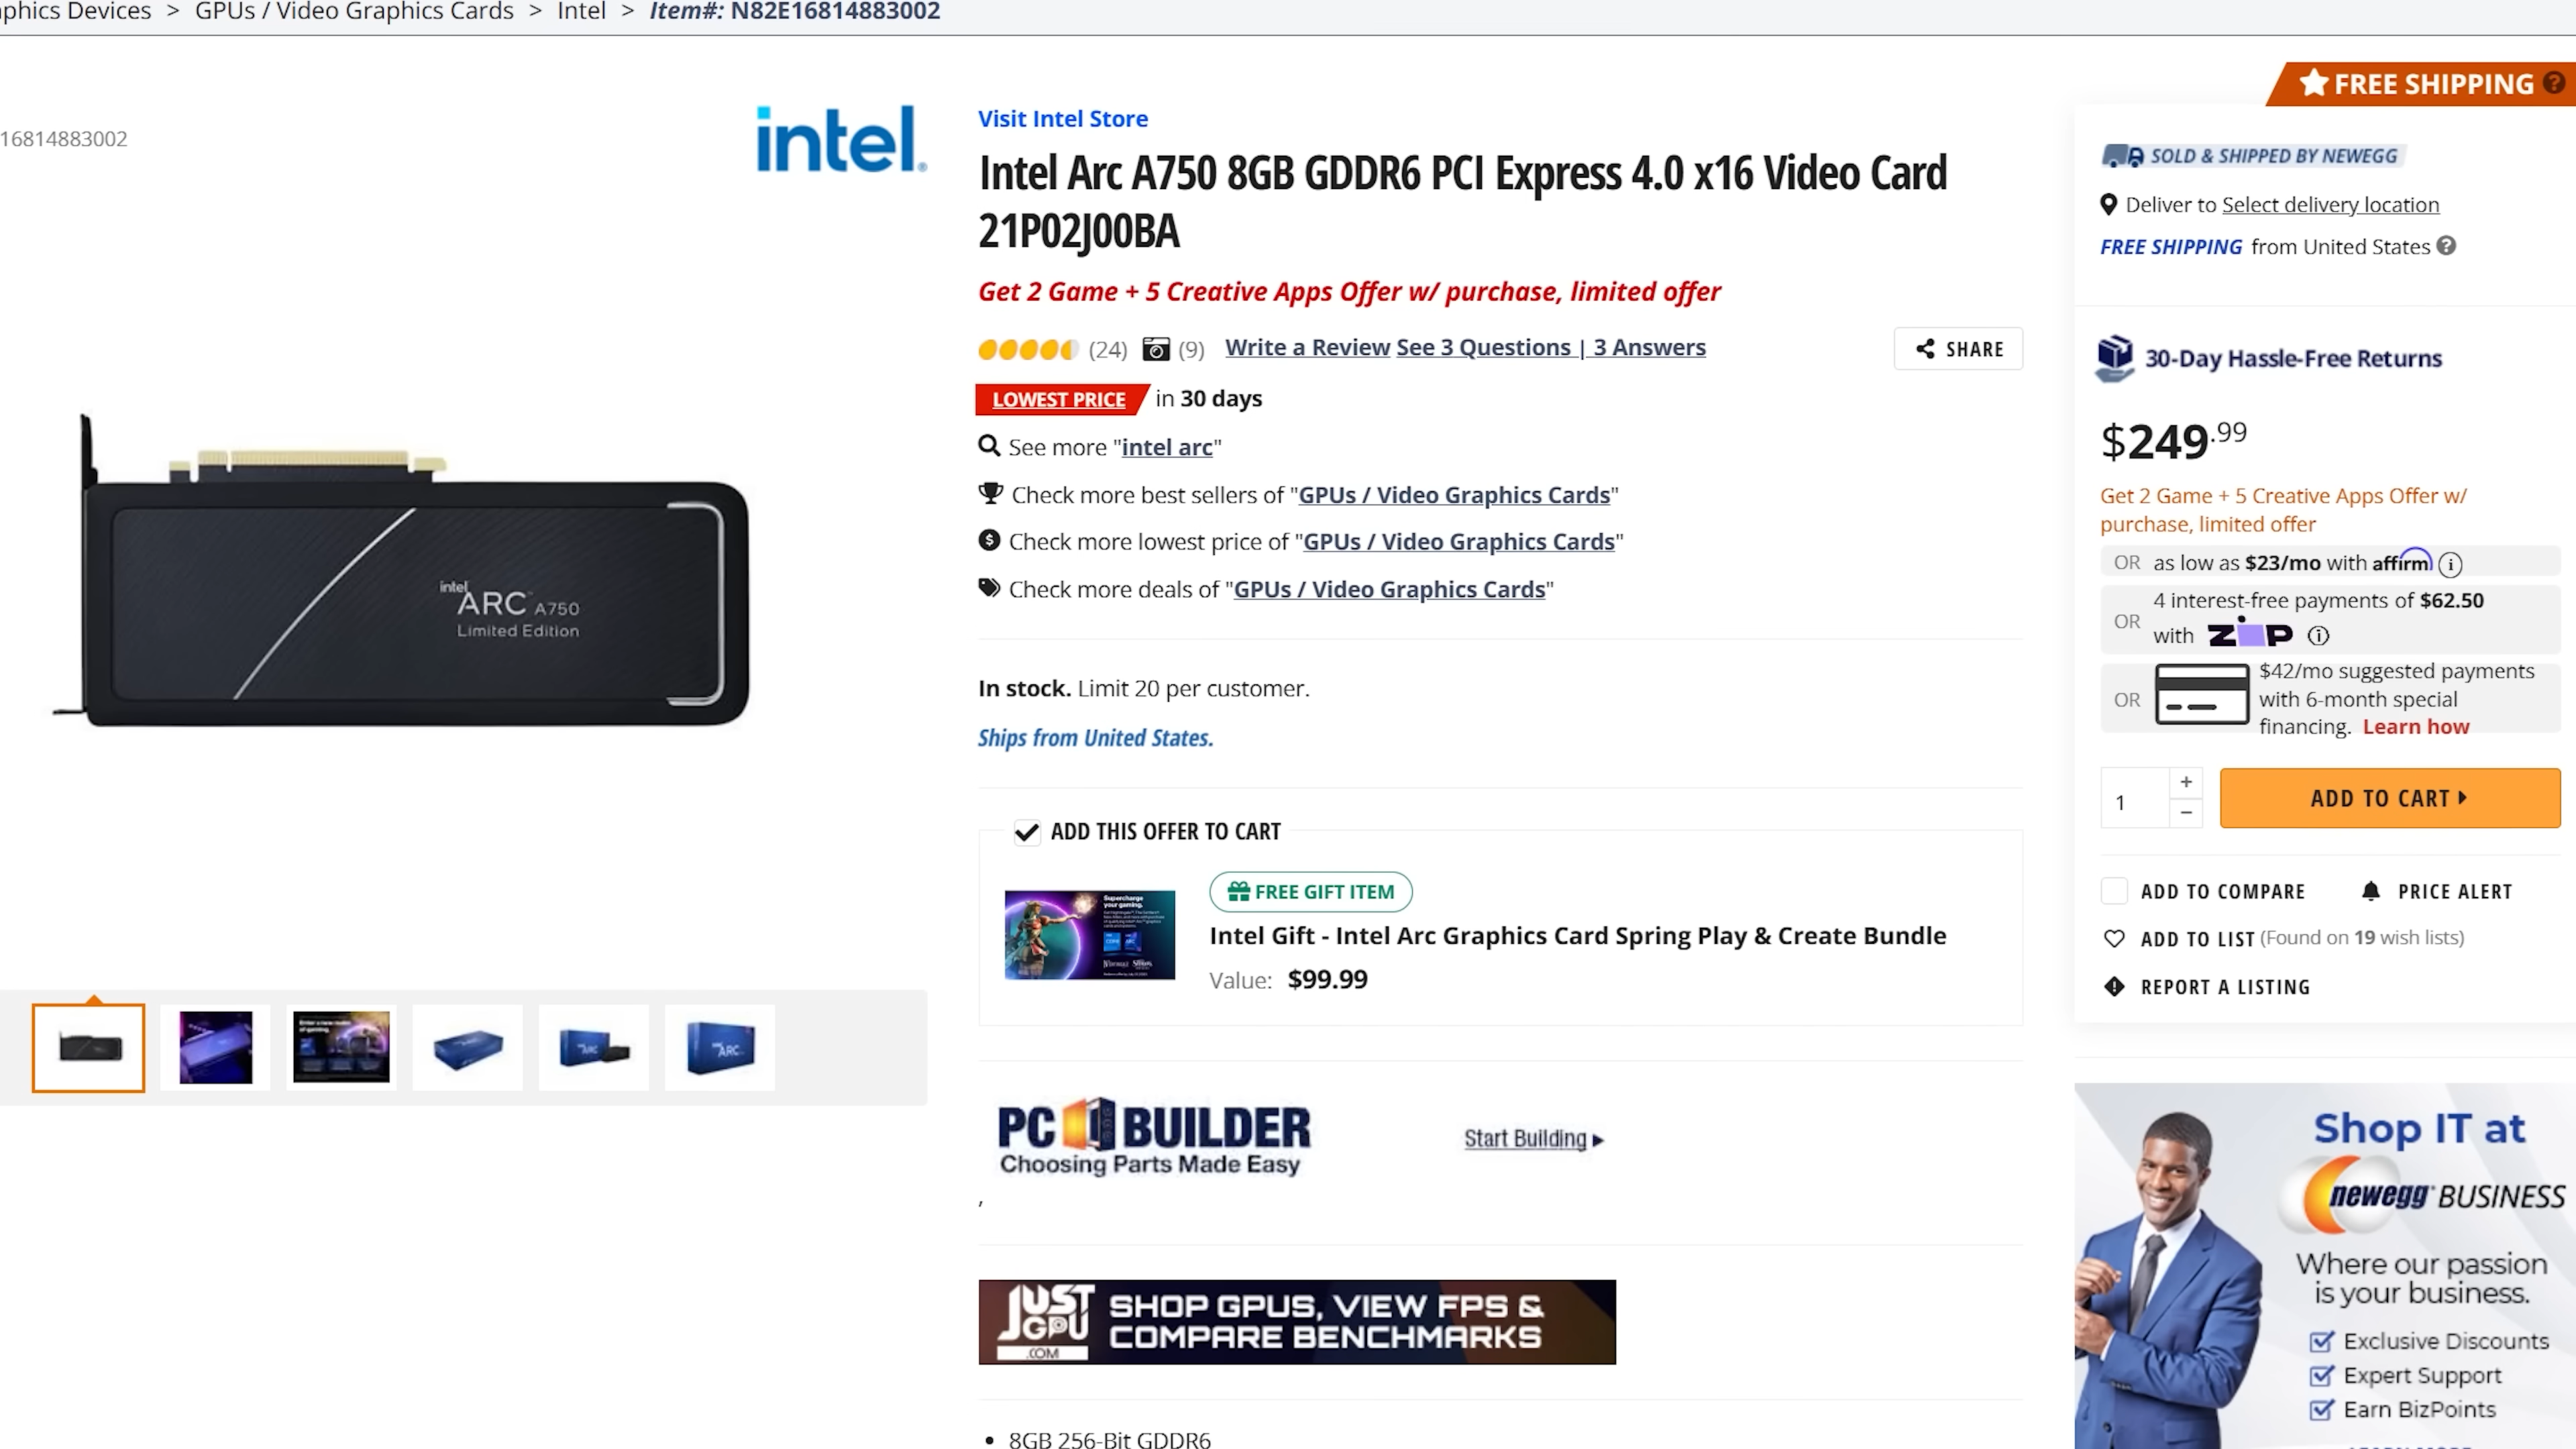 phics Devices > GPUs / Video Graphics Cards > Intel > Item#: N82E16814883002
16814883002
intel
intel
ARC A750
Limited Edition
Visit Intel Store
Intel Arc A750 8GB GDDR6 PCI Express 4.0 x16 Video Card
21P02J00BA
Get 2 Game + 5 Creative Apps Offer w/ purchase, limited offer
(24) (9) Write a Review See 3 Questions | 3 Answers
SHARE
LOWEST PRICE in 30 days
See more "intel arc"
Check more best sellers of "GPUs / Video Graphics Cards"
Check more lowest price of "GPUs / Video Graphics Cards"
Check more deals of "GPUs / Video Graphics Cards"
In stock. Limit 20 per customer.
Ships from United States.
ADD THIS OFFER TO CART
Supercharge
your gaming.
FREE GIFT ITEM
Intel Gift - Intel Arc Graphics Card Spring Play & Create Bundle
Value: $99.99
PC BUILDER
Choosing Parts Made Easy
Start Building
,
JUST
GPU
.COM
SHOP GPUS, VIEW FPS &
COMPARE BENCHMARKS
• 8GB 256-Bit GDDR6
FREE SHIPPING
SOLD & SHIPPED BY NEWEGG
Deliver to Select delivery location
FREE SHIPPING from United States
30-Day Hassle-Free Returns
$249.99
Get 2 Game + 5 Creative Apps Offer w/
purchase, limited offer
OR as low as $23/mo with affirm
OR 4 interest-free payments of $62.50
with ZIP
OR $42/mo suggested payments
with 6-month special
financing. Learn how
1 + −
ADD TO CART
ADD TO COMPARE
PRICE ALERT
ADD TO LIST (Found on 19 wish lists)
REPORT A LISTING
Shop IT at
newegg BUSINESS
Where our passion
is your business.
Exclusive Discounts
Expert Support
Earn BizPoints